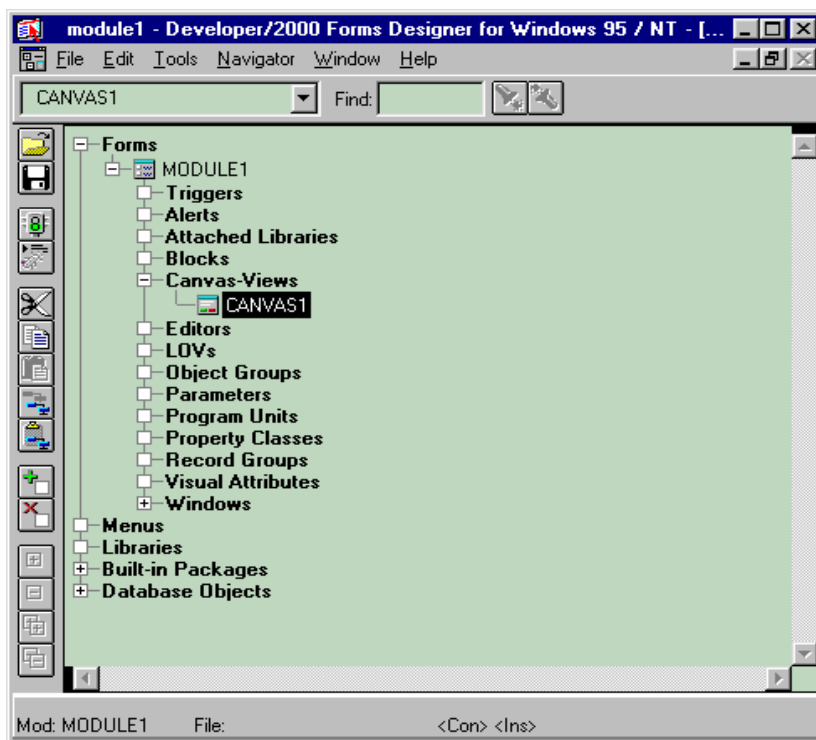 module1 - Developer/2000 Forms Designer for Windows 95 / NT - [...
File Edit Tools Navigator Window Help
CANVAS1 Find:
Forms
MODULE1
Triggers
Alerts
Attached Libraries
Blocks
Canvas-Views
CANVAS1
Editors
LOVs
Object Groups
Parameters
Program Units
Property Classes
Record Groups
Visual Attributes
Windows
Menus
Libraries
Built-in Packages
Database Objects
Mod: MODULE1 File: <Con> <Ins>